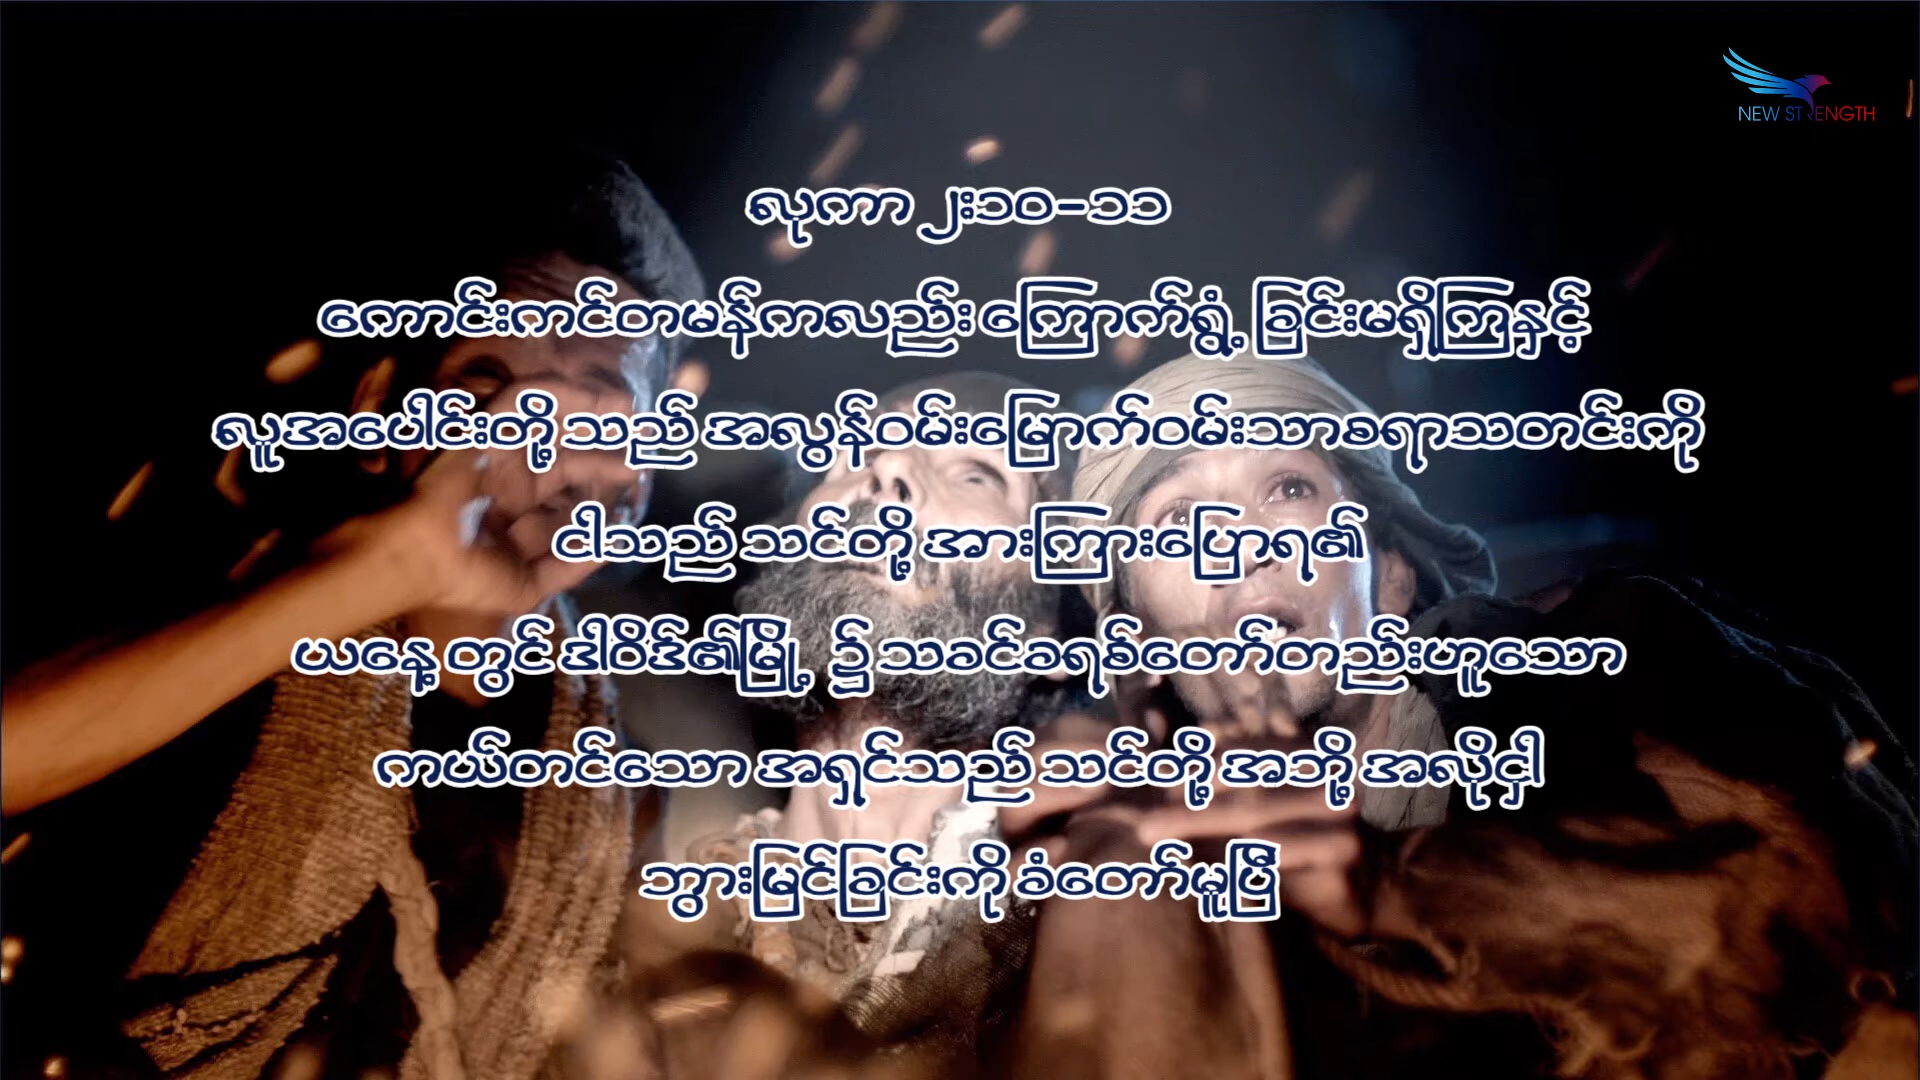 NEW STRENGTH
လုကာ ၂း၁၀-၁၁
ကောင်းကင်တမန်ကလည်း ကြောက်ရွံ့ ခြင်းမရှိကြနှင့်
လူအပေါင်းတို့ သည် အလွန်ဝမ်းမြောက်ဝမ်းသာစရာသတင်းကို
ငါသည် သင်တို့ အားကြားပြောရ၏
ယနေ့ တွင် ဒါဝိဒ်၏မြို့ ၌ သခင်ခရစ်တော်တည်းဟူသော
ကယ်တင်သော အရှင်သည် သင်တို့ အဘို့ အလိုငှါ
ဘွားမြင်ခြင်းကို ခံတော်မူပြီ